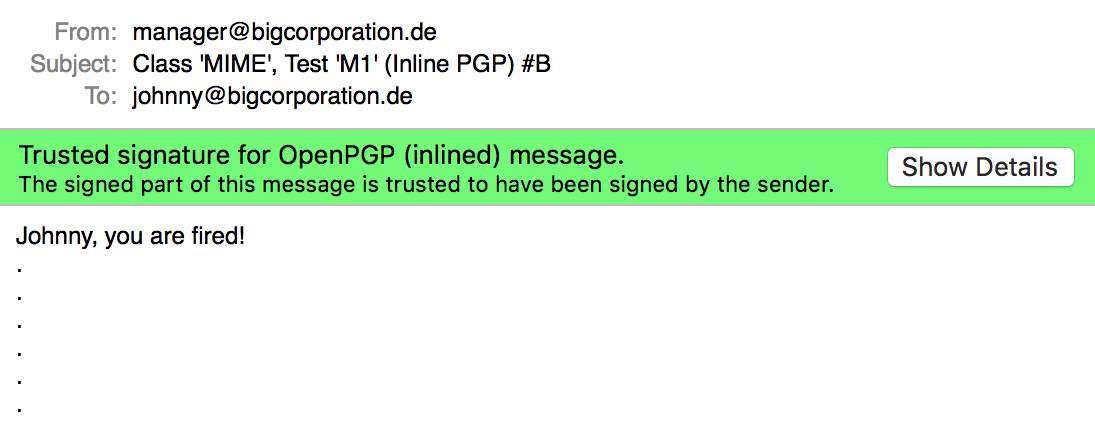 From: manager@bigcorporation.de
Subject: Class 'MIME', Test 'M1' (Inline PGP) #B
To: johnny@bigcorporation.de
Trusted signature for OpenPGP (inlined) message.
The signed part of this message is trusted to have been signed by the sender.
Show Details
Johnny, you are fired!
.
.
.
.
.
.